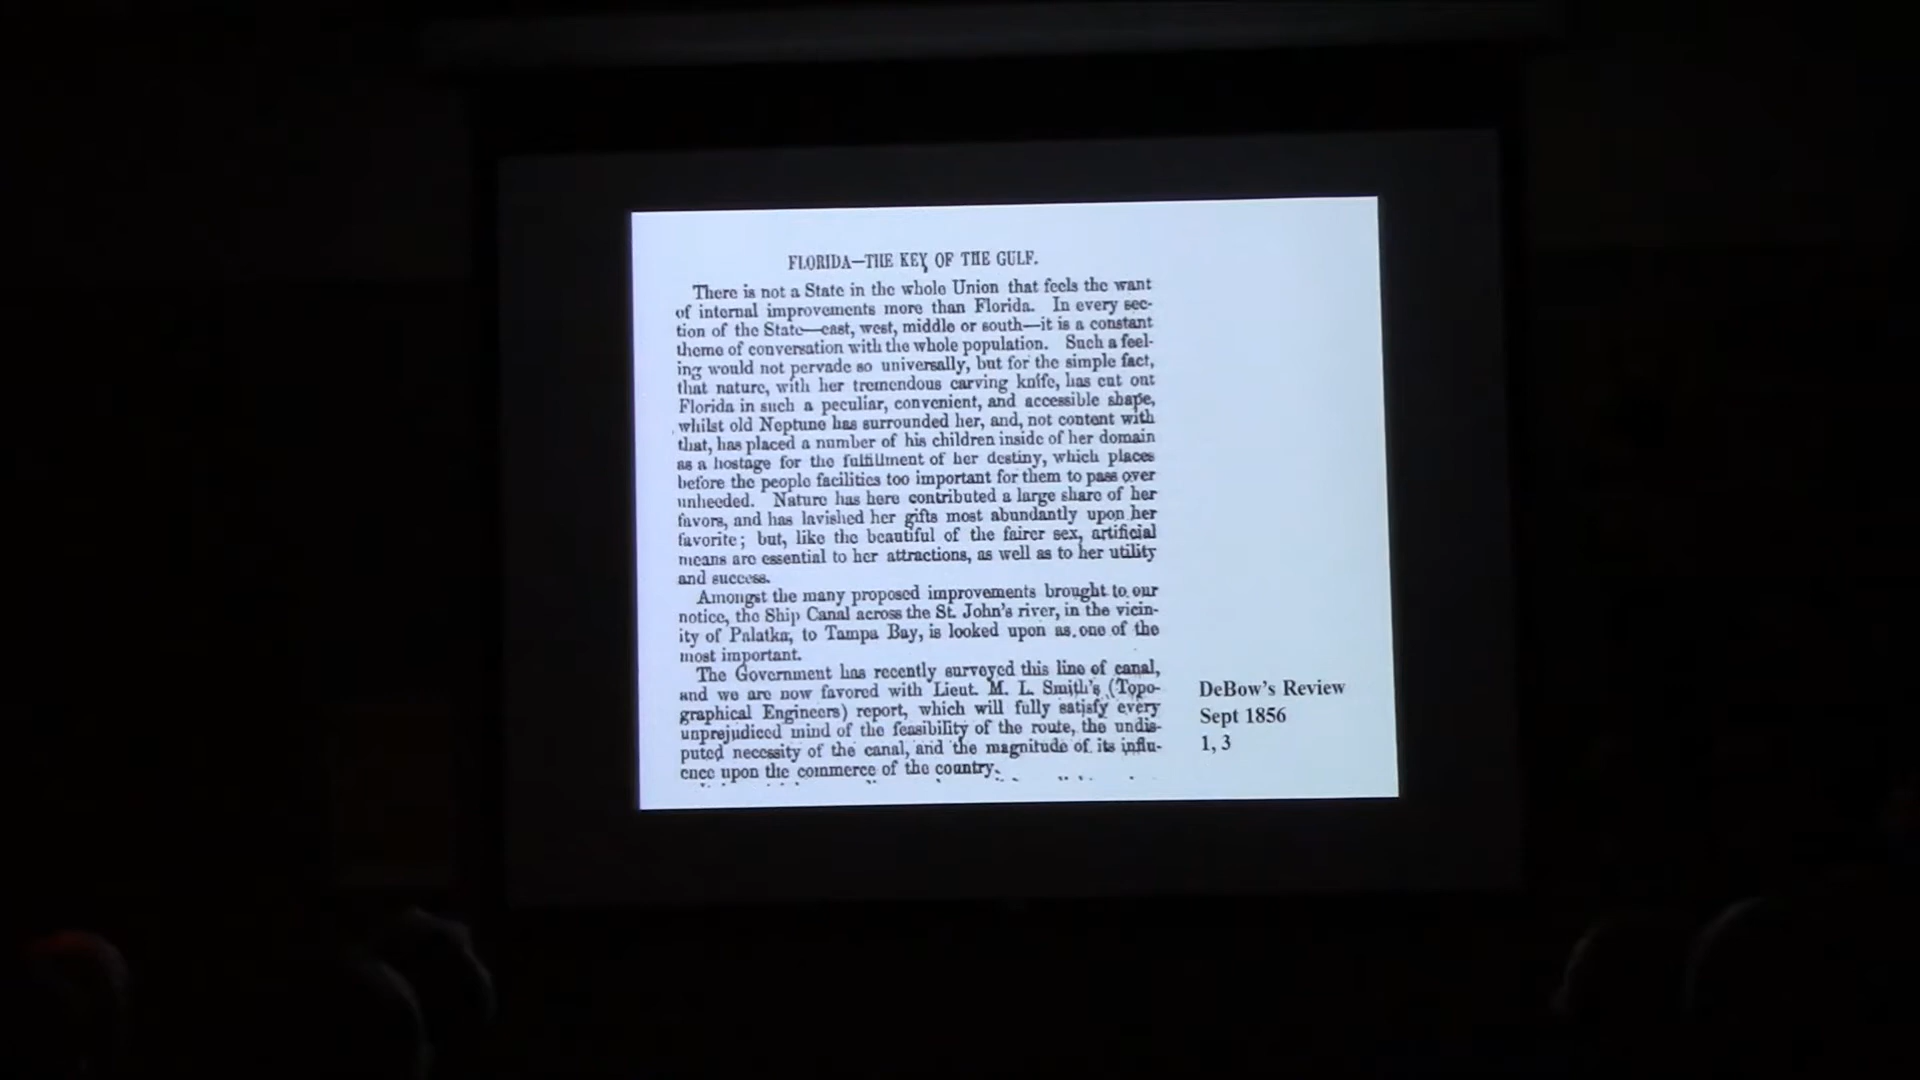 FLORIDA—THE KEY OF THE GULF.
There is not a State in the whole Union that feels the want
of internal improvements more than Florida. In every sec-
tion of the State—east, west, middle or south—it is a constant
theme of conversation with the whole population. Such a feel-
ing would not pervade so universally, but for the simple fact,
that nature, with her tremendous carving knife, has cut out
Florida in such a peculiar, convenient, and accessible shape,
whilst old Neptune has surrounded her, and, not content with
that, has placed a number of his children inside of her domain
as a hostage for the fulfillment of her destiny, which places
before the people facilities too important for them to pass over
unheeded. Nature has here contributed a large share of her
favors, and has lavished her gifts most abundantly upon her
favorite; but, like the beautiful of the fairer sex, artificial
means are essential to her attractions, as well as to her utility
and success.
Amongst the many proposed improvements brought to our
notice, the Ship Canal across the St. John's river, in the vicin-
ity of Palatka, to Tampa Bay, is looked upon as one of the
most important.
The Government has recently surveyed this line of canal,
and we are now favored with Lieut. M. L. Smith's (Topo-
graphical Engineers) report, which will fully satisfy every
unprejudiced mind of the feasibility of the route, the undis-
puted necessity of the canal, and the magnitude of its influ-
ence upon the commerce of the country.
DeBow's Review
Sept 1856
1, 3